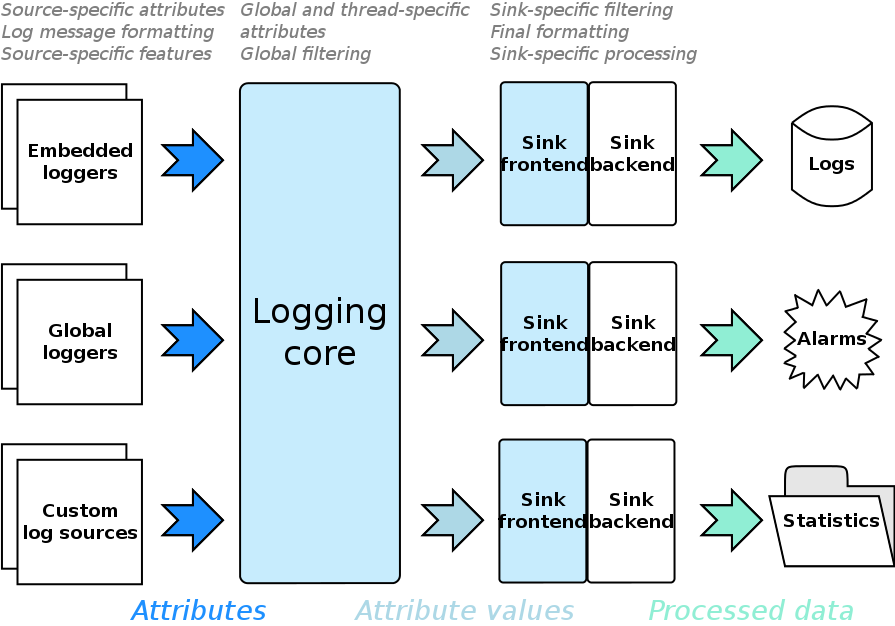 Source-specific attributes
Log message formatting
Source-specific features
Global and thread-specific
attributes
Global filtering
Sink-specific filtering
Final formatting
Sink-specific processing
Embedded
loggers
Global
loggers
Custom
log sources
Logging
core
Sink
frontend
Sink
backend
Logs
Sink
frontend
Sink
backend
Alarms
Sink
frontend
Sink
backend
Statistics
Attributes
Attribute values
Processed data